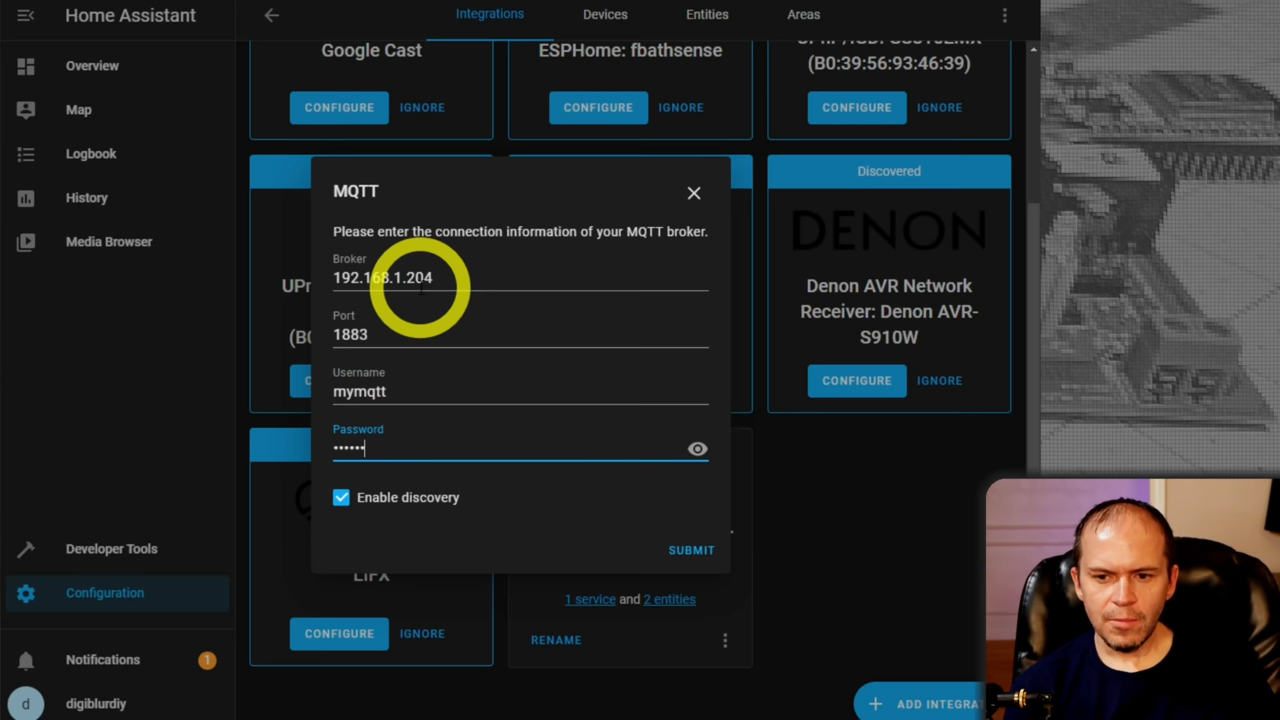 Home Assistant
Integrations
Devices
Entities
Areas
Overview
Map
Logbook
History
Media Browser
Developer Tools
Configuration
Notifications
1
d
digiblurdiy
Google Cast
CONFIGURE
IGNORE
ESPHome: fbathsense
CONFIGURE
IGNORE
(B0:39:56:93:46:39)
CONFIGURE
IGNORE
MQTT
Please enter the connection information of your MQTT broker.
Broker
192.168.1.204
Port
1883
Username
mymqtt
Password
••••••
Enable discovery
SUBMIT
Discovered
DENON
Denon AVR Network
Receiver: Denon AVR-
S910W
CONFIGURE
IGNORE
LIFX
CONFIGURE
IGNORE
1 service and 2 entities
RENAME
ADD INTEGRA